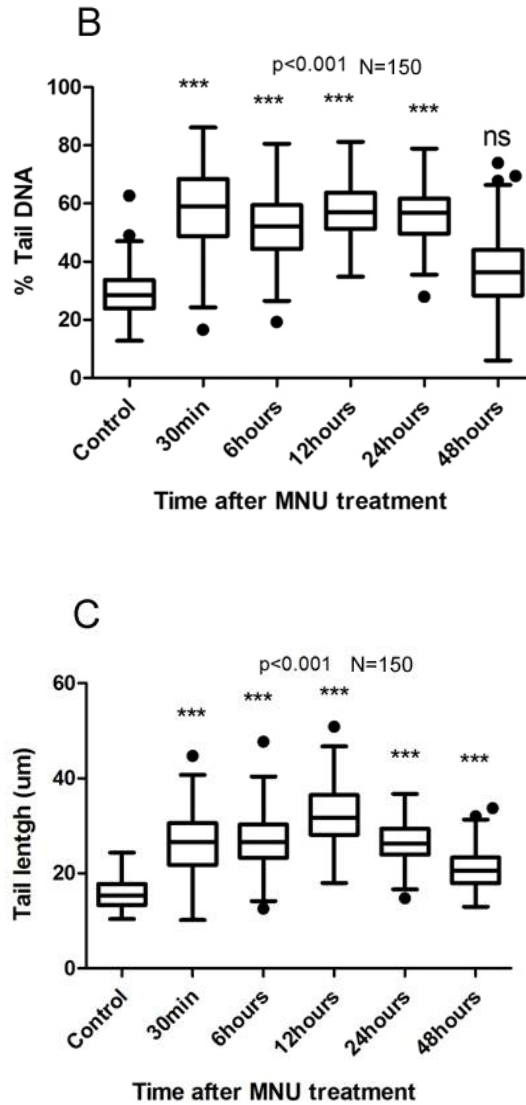 B
p<0.001 N=150
*** *** *** *** ns
100
80
60
40
20
0
% Tail DNA
Control 30min 6hours 12hours 24hours 48hours
Time after MNU treatment
C
p<0.001 N=150
*** *** *** *** ***
60
40
20
0
Tail lentgh (um)
Control 30min 6hours 12hours 24hours 48hours
Time after MNU treatment